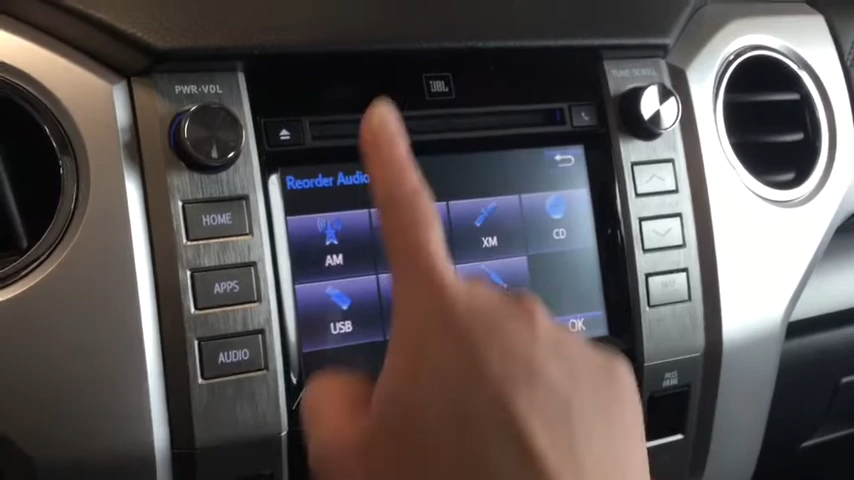 PWR·VOL
JBL
TUNE·SCROLL
Reorder Audio
HOME
AM
XM
CD
APPS
USB
OK
AUDIO